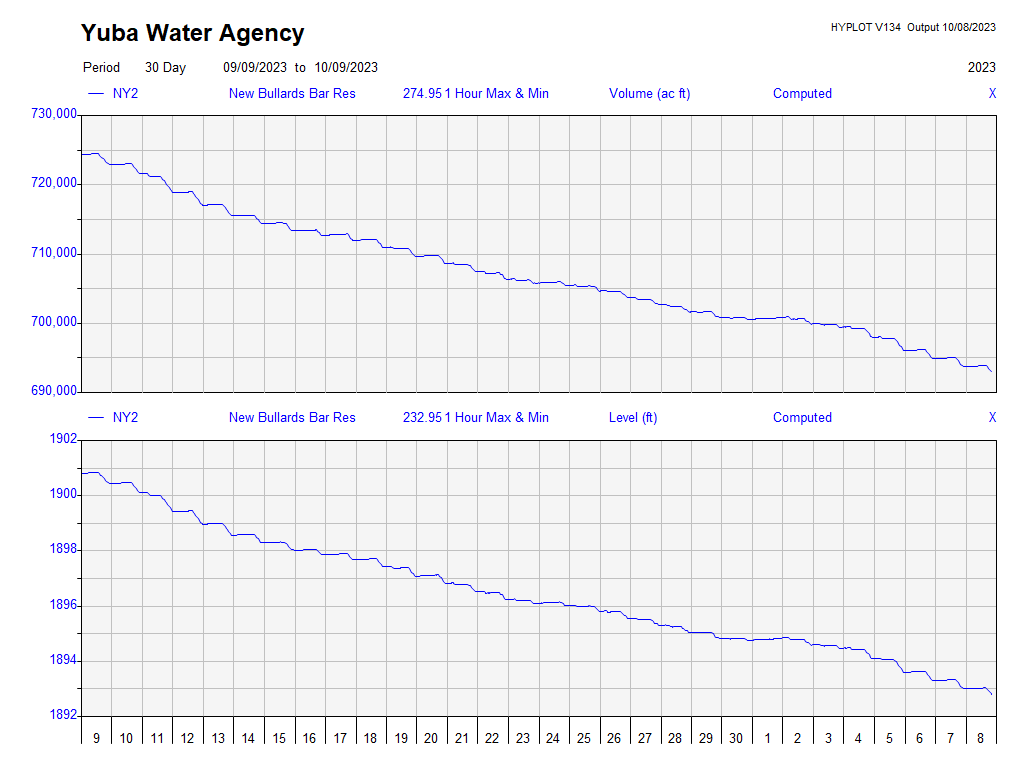 Yuba Water Agency
HYPLOT V134 Output 10/08/2023
Period 30 Day 09/09/2023 to 10/09/2023 2023
NY2 New Bullards Bar Res 274.95 1 Hour Max & Min Volume (ac ft) Computed X
730,000
720,000
710,000
700,000
690,000
NY2 New Bullards Bar Res 232.95 1 Hour Max & Min Level (ft) Computed X
1902
1900
1898
1896
1894
1892
9 10 11 12 13 14 15 16 17 18 19 20 21 22 23 24 25 26 27 28 29 30 1 2 3 4 5 6 7 8